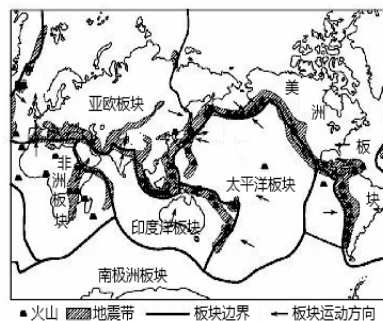 美
洲
板
块
亚欧板块
非
洲
板
块
太平洋板块
印度洋板块
南极洲板块
火山 地震带 板块边界 板块运动方向